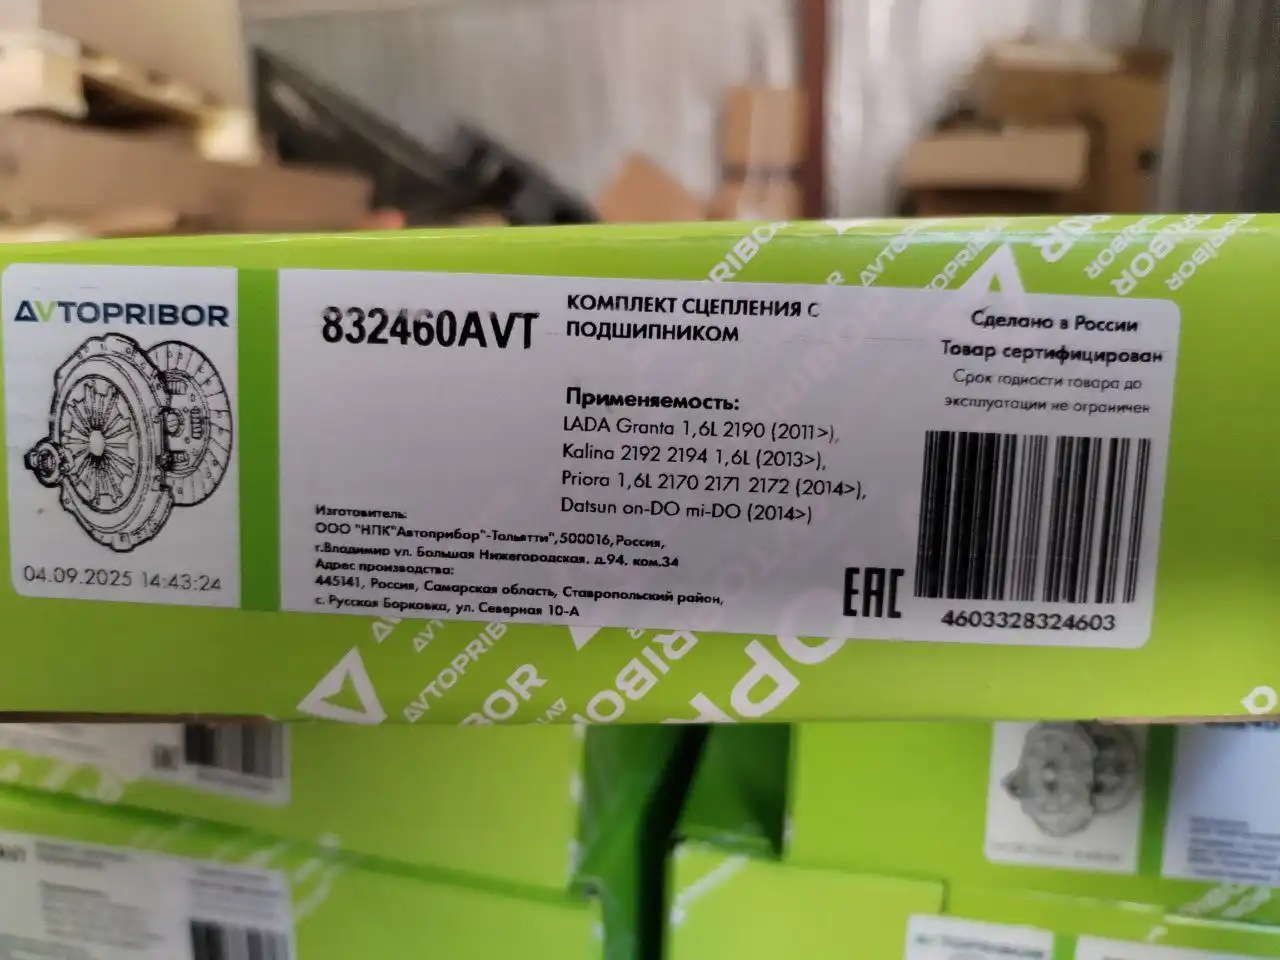 AVTOPRIBOR
04.09.2025 14:43:24
832460AVT
КОМПЛЕКТ СЦЕПЛЕНИЯ С
ПОДШИПНИКОМ
Применяемость:
LADA Granta 1,6L 2190 (2011>),
Kalina 2192 2194 1,6L (2013>),
Priora 1,6L 2170 2171 2172 (2014>),
Datsun on-DO mi-DO (2014>)
Изготовитель:
ООО "НПК"Автоприбор"-Тольятти",500016,Россия,
г.Владимир ул. Большая Нижегородская, д.94, ком.34
Адрес производства:
445141, Россия, Самарская область, Ставропольский район,
с. Русская Борковка, ул. Северная 10-А
Сделано в России
Товар сертифицирован
Срок годности товара до
эксплуатации не ограничен
EAC
4603328324603
AVTOPRIBOR